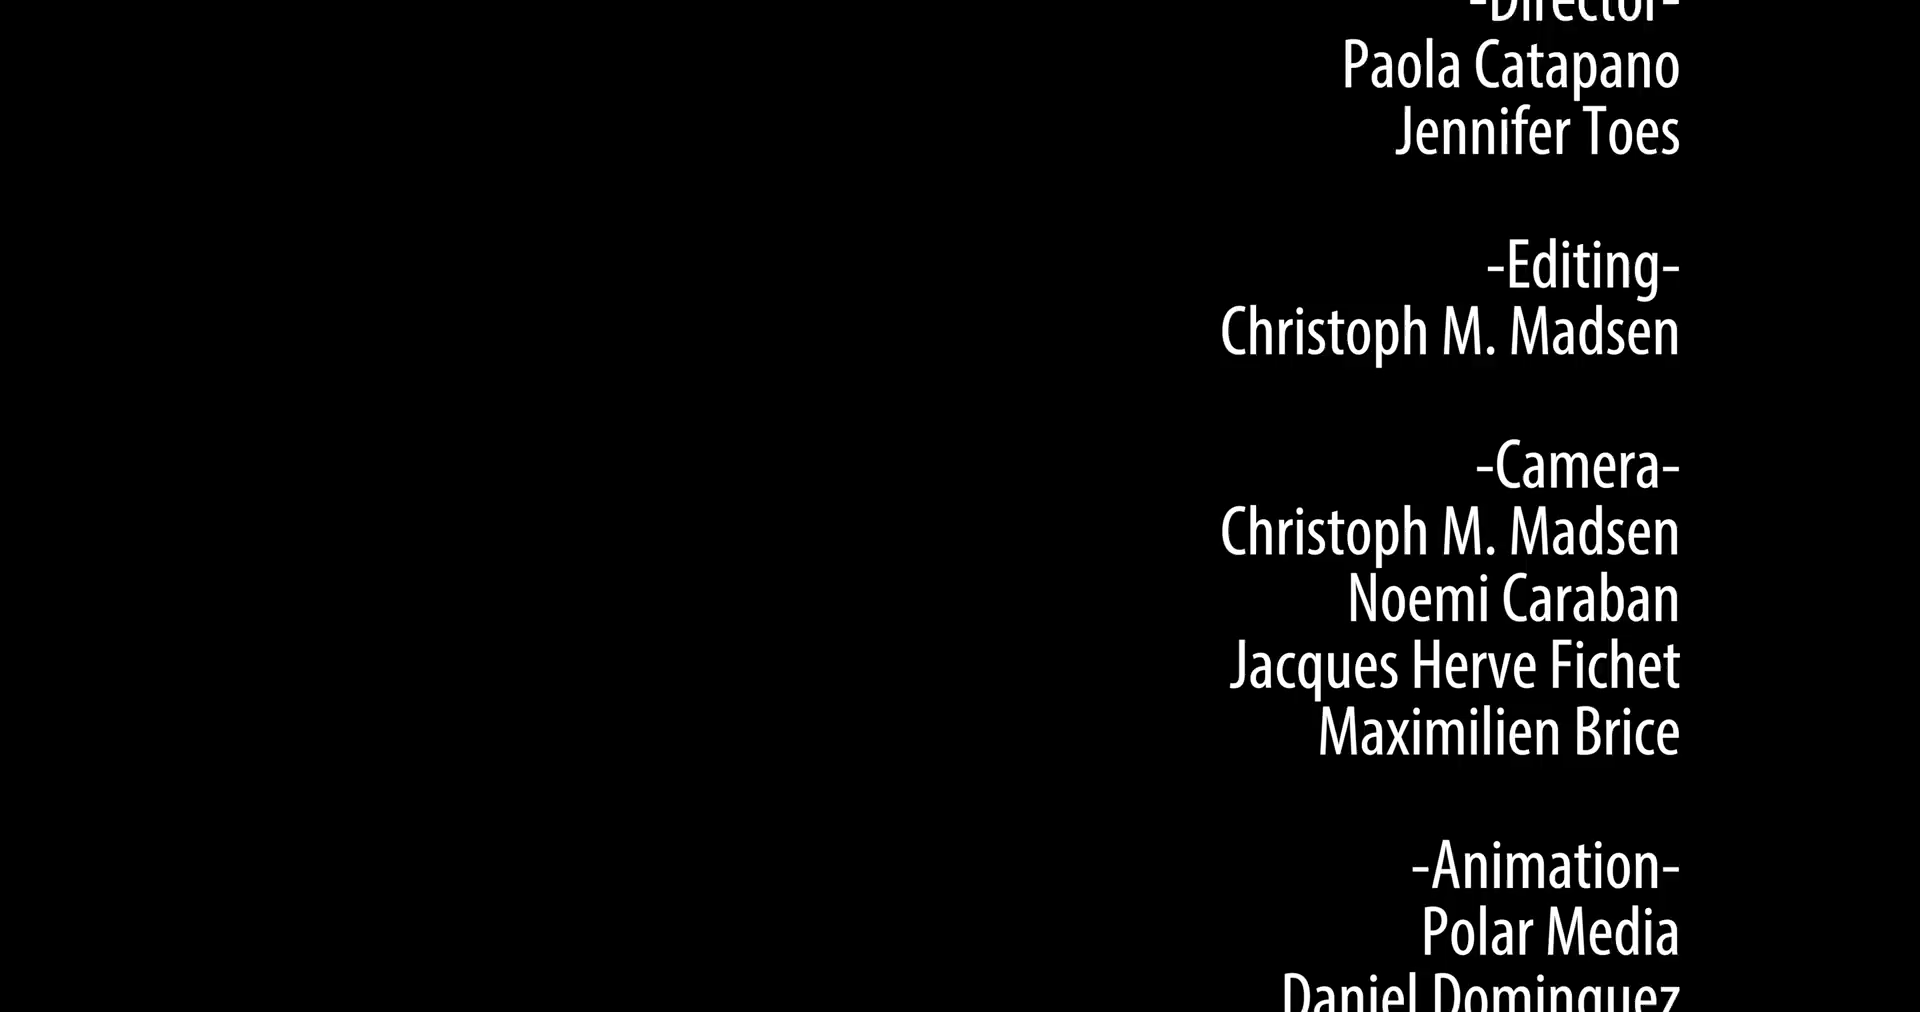 -Director-
Paola Catapano
Jennifer Toes
-Editing-
Christoph M. Madsen
-Camera-
Christoph M. Madsen
Noemi Caraban
Jacques Herve Fichet
Maximilien Brice
-Animation-
Polar Media
Daniel Dominguez